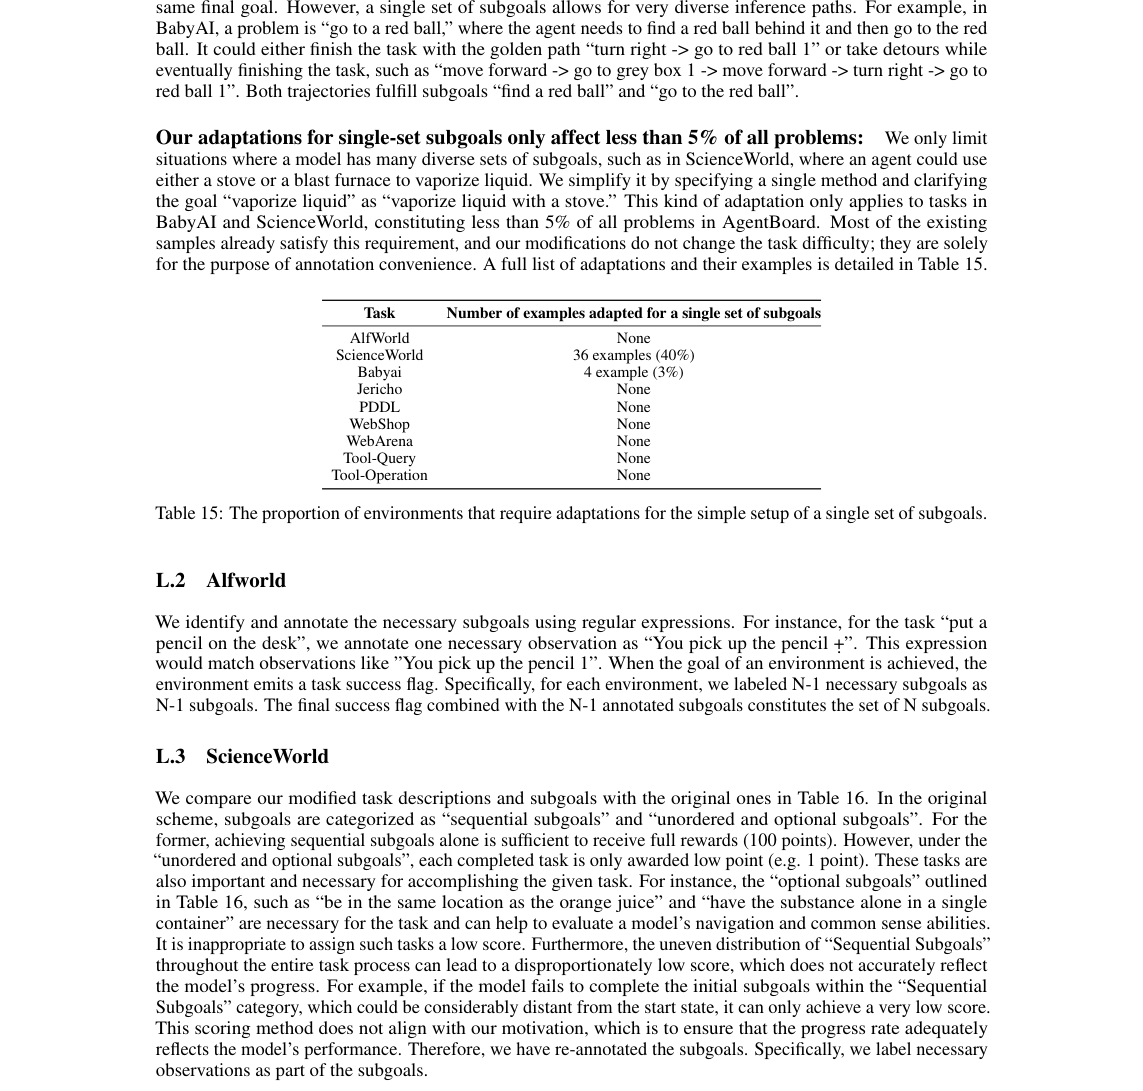 same final goal. However, a single set of subgoals allows for very diverse inference paths. For example, in
BabyAI, a problem is “go to a red ball,” where the agent needs to find a red ball behind it and then go to the red
ball. It could either finish the task with the golden path “turn right -> go to red ball 1” or take detours while
eventually finishing the task, such as “move forward -> go to grey box 1 -> move forward -> turn right -> go to
red ball 1”. Both trajectories fulfill subgoals “find a red ball” and “go to the red ball”.
Our adaptations for single-set subgoals only affect less than 5% of all problems: We only limit
situations where a model has many diverse sets of subgoals, such as in ScienceWorld, where an agent could use
either a stove or a blast furnace to vaporize liquid. We simplify it by specifying a single method and clarifying
the goal “vaporize liquid” as “vaporize liquid with a stove.” This kind of adaptation only applies to tasks in
BabyAI and ScienceWorld, constituting less than 5% of all problems in AgentBoard. Most of the existing
samples already satisfy this requirement, and our modifications do not change the task difficulty; they are solely
for the purpose of annotation convenience. A full list of adaptations and their examples is detailed in Table 15.
Task Number of examples adapted for a single set of subgoals
AlfWorld None
ScienceWorld 36 examples (40%)
Babyai 4 example (3%)
Jericho None
PDDL None
WebShop None
WebArena None
Tool-Query None
Tool-Operation None
Table 15: The proportion of environments that require adaptations for the simple setup of a single set of subgoals.
L.2 Alfworld
We identify and annotate the necessary subgoals using regular expressions. For instance, for the task “put a
pencil on the desk”, we annotate one necessary observation as “You pick up the pencil +”. This expression
would match observations like ”You pick up the pencil 1”. When the goal of an environment is achieved, the
environment emits a task success flag. Specifically, for each environment, we labeled N-1 necessary subgoals as
N-1 subgoals. The final success flag combined with the N-1 annotated subgoals constitutes the set of N subgoals.
L.3 ScienceWorld
We compare our modified task descriptions and subgoals with the original ones in Table 16. In the original
scheme, subgoals are categorized as “sequential subgoals” and “unordered and optional subgoals”. For the
former, achieving sequential subgoals alone is sufficient to receive full rewards (100 points). However, under the
“unordered and optional subgoals”, each completed task is only awarded low point (e.g. 1 point). These tasks are
also important and necessary for accomplishing the given task. For instance, the “optional subgoals” outlined
in Table 16, such as “be in the same location as the orange juice” and “have the substance alone in a single
container” are necessary for the task and can help to evaluate a model’s navigation and common sense abilities.
It is inappropriate to assign such tasks a low score. Furthermore, the uneven distribution of “Sequential Subgoals”
throughout the entire task process can lead to a disproportionately low score, which does not accurately reflect
the model’s progress. For example, if the model fails to complete the initial subgoals within the “Sequential
Subgoals” category, which could be considerably distant from the start state, it can only achieve a very low score.
This scoring method does not align with our motivation, which is to ensure that the progress rate adequately
reflects the model’s performance. Therefore, we have re-annotated the subgoals. Specifically, we label necessary
observations as part of the subgoals.